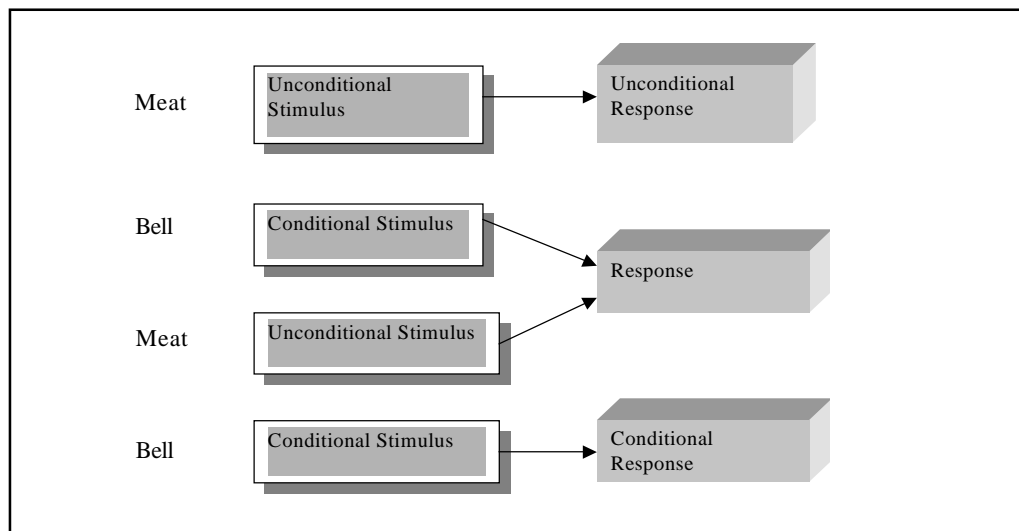 Meat
Unconditional
Stimulus
Unconditional
Response
Bell
Conditional Stimulus
Response
Meat
Unconditional Stimulus
Bell
Conditional Stimulus
Conditional
Response